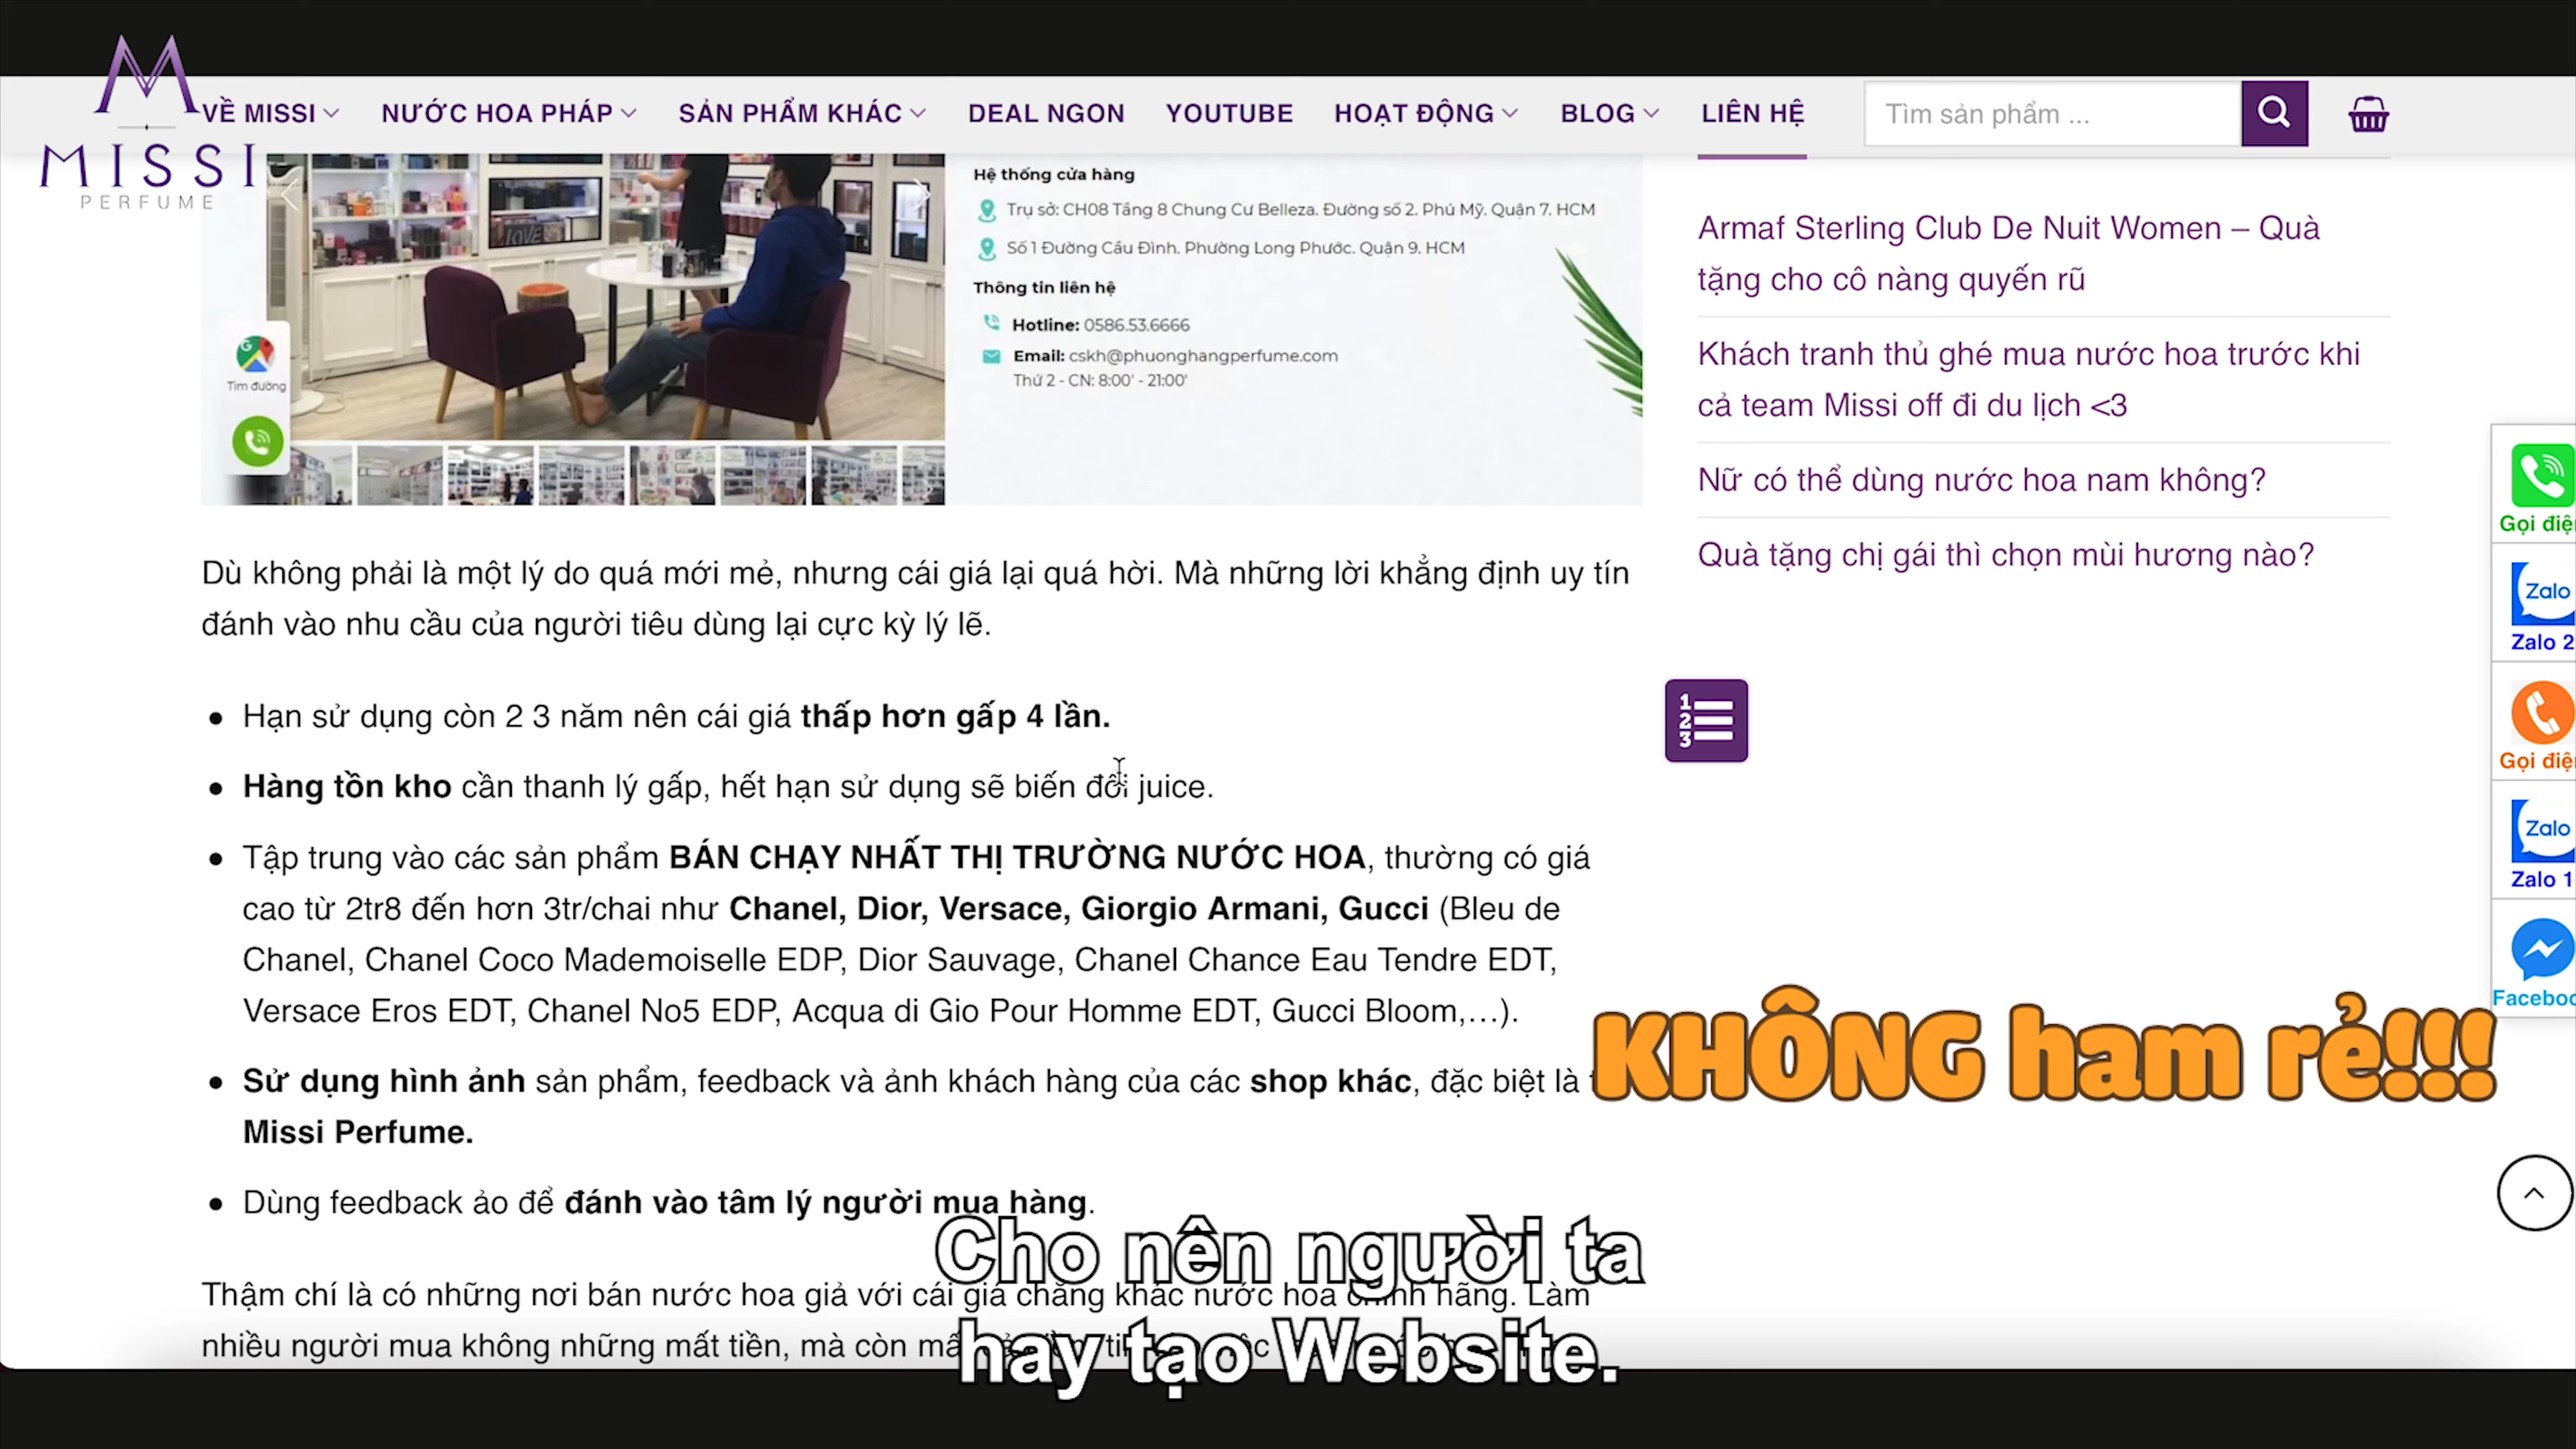 MISSI
PERFUME
VỀ MISSI
NƯỚC HOA PHÁP
SẢN PHẨM KHÁC
DEAL NGON
YOUTUBE
HOẠT ĐỘNG
BLOG
LIÊN HỆ
Tìm sản phẩm ...
LOVE
Tìm đường
Hệ thống cửa hàng
Trụ sở: CH08 Tầng 8 Chung Cư Belleza. Đường số 2. Phú Mỹ. Quận 7. HCM
Số 1 Đường Cầu Đình. Phường Long Phước. Quận 9. HCM
Thông tin liên hệ
Hotline: 0586.53.6666
Email: cskh@phuonghangperfume.com
Thứ 2 - CN: 8:00' - 21:00'
Armaf Sterling Club De Nuit Women – Quà
tặng cho cô nàng quyến rũ
Khách tranh thủ ghé mua nước hoa trước khi
cả team Missi off đi du lịch <3
Nữ có thể dùng nước hoa nam không?
Quà tặng chị gái thì chọn mùi hương nào?
Dù không phải là một lý do quá mới mẻ, nhưng cái giá lại quá hời. Mà những lời khẳng định uy tín
đánh vào nhu cầu của người tiêu dùng lại cực kỳ lý lẽ.
• Hạn sử dụng còn 2 3 năm nên cái giá thấp hơn gấp 4 lần.
• Hàng tồn kho cần thanh lý gấp, hết hạn sử dụng sẽ biến đổi juice.
• Tập trung vào các sản phẩm BÁN CHẠY NHẤT THỊ TRƯỜNG NƯỚC HOA, thường có giá
cao từ 2tr8 đến hơn 3tr/chai như Chanel, Dior, Versace, Giorgio Armani, Gucci (Bleu de
Chanel, Chanel Coco Mademoiselle EDP, Dior Sauvage, Chanel Chance Eau Tendre EDT,
Versace Eros EDT, Chanel No5 EDP, Acqua di Gio Pour Homme EDT, Gucci Bloom,…).
• Sử dụng hình ảnh sản phẩm, feedback và ảnh khách hàng của các shop khác, đặc biệt là
Missi Perfume.
• Dùng feedback ảo để đánh vào tâm lý người mua hàng.
Thậm chí là có những nơi bán nước hoa giả với cái giá chẳng khác nước hoa chính hãng. Làm
nhiều người mua không những mất tiền, mà còn
1
2
3
Gọi điệ
Zalo
Zalo 2
Gọi điệ
Zalo
Zalo 1
Faceboo
KHÔNG ham rẻ!!!
Cho nên người ta
hay tạo Website.